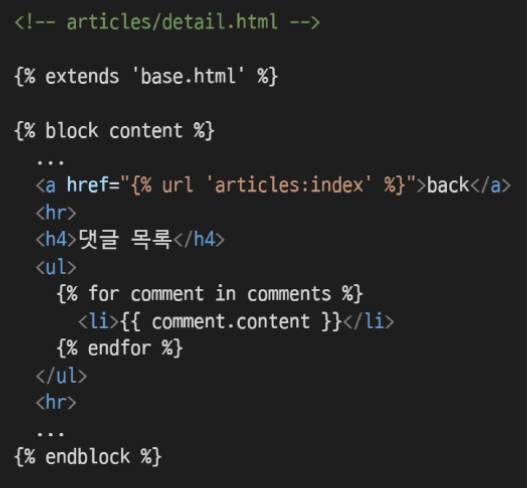 <!-- articles/detail.html -->
{% extends 'base.html' %}
{% block content %}
...
<a href="{% url 'articles:index' %}">back</a>
<hr>
<h4>댓글 목록</h4>
<ul>
{% for comment in comments %}
<li>{{ comment.content }}</li>
{% endfor %}
</ul>
<hr>
...
{% endblock %}